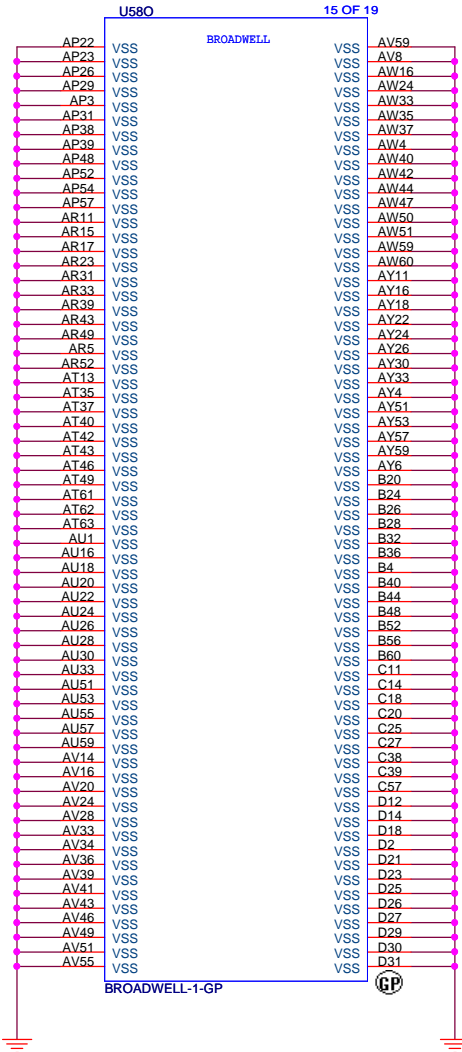 U58O 15 OF 19
BROADWELL
AP22 VSS VSS AV59
AP23 VSS VSS AV8
AP26 VSS VSS AW16
AP29 VSS VSS AW24
AP3 VSS VSS AW33
AP31 VSS VSS AW35
AP38 VSS VSS AW37
AP39 VSS VSS AW4
AP48 VSS VSS AW40
AP52 VSS VSS AW42
AP54 VSS VSS AW44
AP57 VSS VSS AW47
AR11 VSS VSS AW50
AR15 VSS VSS AW51
AR17 VSS VSS AW59
AR23 VSS VSS AW60
AR31 VSS VSS AY11
AR33 VSS VSS AY16
AR39 VSS VSS AY18
AR43 VSS VSS AY22
AR49 VSS VSS AY24
AR5 VSS VSS AY26
AR52 VSS VSS AY30
AT13 VSS VSS AY33
AT35 VSS VSS AY4
AT37 VSS VSS AY51
AT40 VSS VSS AY53
AT42 VSS VSS AY57
AT43 VSS VSS AY59
AT46 VSS VSS AY6
AT49 VSS VSS B20
AT61 VSS VSS B24
AT62 VSS VSS B26
AT63 VSS VSS B28
AU1 VSS VSS B32
AU16 VSS VSS B36
AU18 VSS VSS B4
AU20 VSS VSS B40
AU22 VSS VSS B44
AU24 VSS VSS B48
AU26 VSS VSS B52
AU28 VSS VSS B56
AU30 VSS VSS B60
AU33 VSS VSS C11
AU51 VSS VSS C14
AU53 VSS VSS C18
AU55 VSS VSS C20
AU57 VSS VSS C25
AU59 VSS VSS C27
AV14 VSS VSS C38
AV16 VSS VSS C39
AV20 VSS VSS C57
AV24 VSS VSS D12
AV28 VSS VSS D14
AV33 VSS VSS D18
AV34 VSS VSS D2
AV36 VSS VSS D21
AV39 VSS VSS D23
AV41 VSS VSS D25
AV43 VSS VSS D26
AV46 VSS VSS D27
AV49 VSS VSS D29
AV51 VSS VSS D30
AV55 VSS VSS D31
BROADWELL-1-GP GP